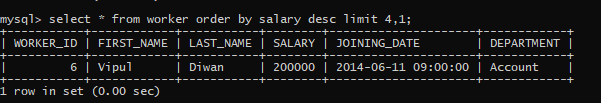 mysql> select * from worker order by salary desc limit 4,1;
+-----------+------------+-----------+--------+---------------------+------------+
| WORKER_ID | FIRST_NAME | LAST_NAME | SALARY | JOINING_DATE        | DEPARTMENT |
+-----------+------------+-----------+--------+---------------------+------------+
|         6 | Vipul      | Diwan     | 200000 | 2014-06-11 09:00:00 | Account    |
+-----------+------------+-----------+--------+---------------------+------------+
1 row in set (0.00 sec)